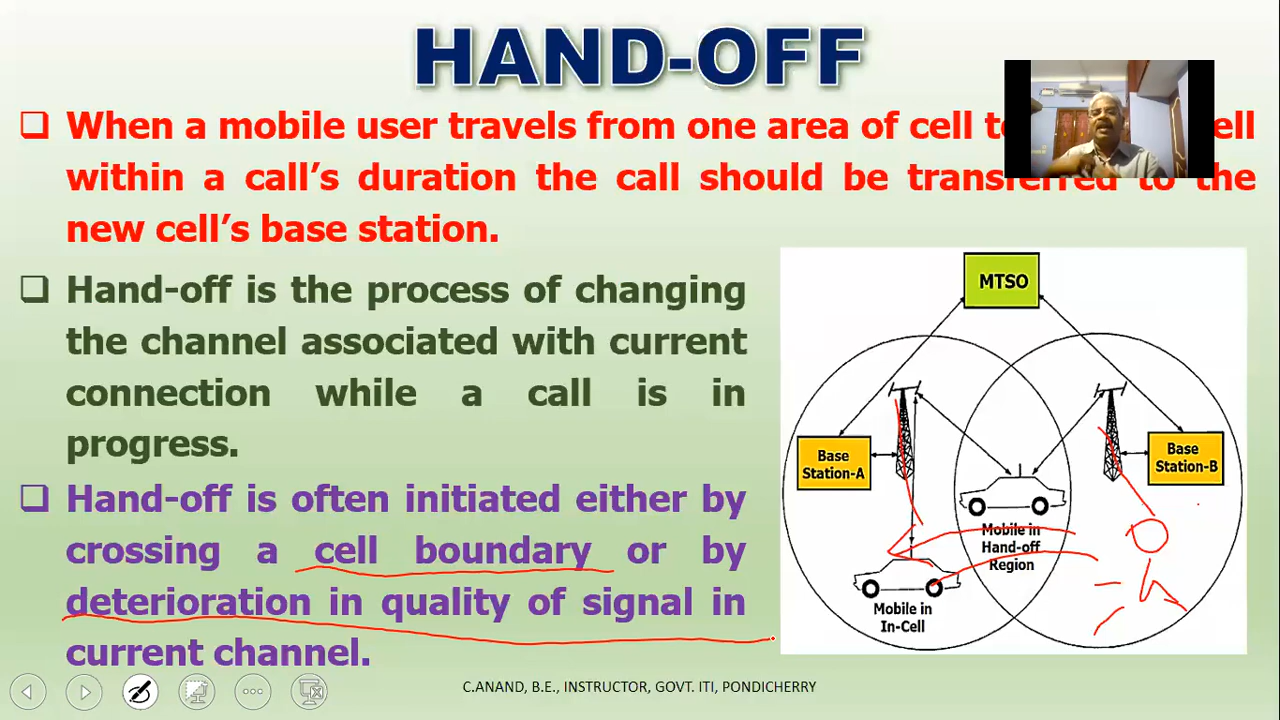 HAND-OFF
❑ When a mobile user travels from one area of cell ell
within a call’s duration the call should be transferred to the
new cell’s base station.
❑ Hand-off is the process of changing
the channel associated with current
connection while a call is in
progress.
❑ Hand-off is often initiated either by
crossing a cell boundary or by
deterioration in quality of signal in
current channel.
MTSO
Base
Station-A
Base
Station-B
Mobile in
Hand-off
Region
Mobile in
In-Cell
C.ANAND, B.E., INSTRUCTOR, GOVT. ITI, PONDICHERRY